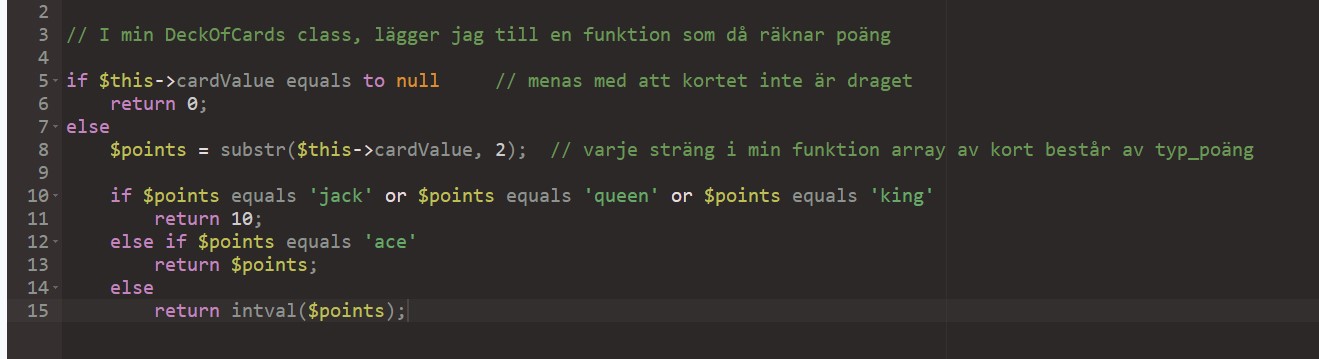 2
3 // I min DeckOfCards class, lägger jag till en funktion som då räknar poäng
4
5 if $this->cardValue equals to null // menas med att kortet inte är draget
6 return 0;
7 else
8 $points = substr($this->cardValue, 2); // varje sträng i min funktion array av kort består av typ_poäng
9
10 if $points equals 'jack' or $points equals 'queen' or $points equals 'king'
11 return 10;
12 else if $points equals 'ace'
13 return $points;
14 else
15 return intval($points);